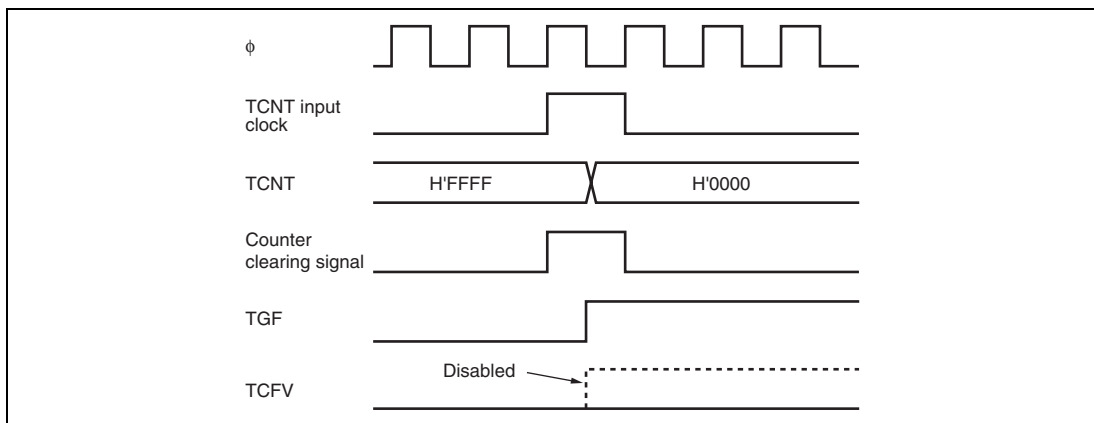 ϕ
TCNT input
clock
TCNT
H'FFFF
H'0000
Counter
clearing signal
TGF
Disabled
TCFV